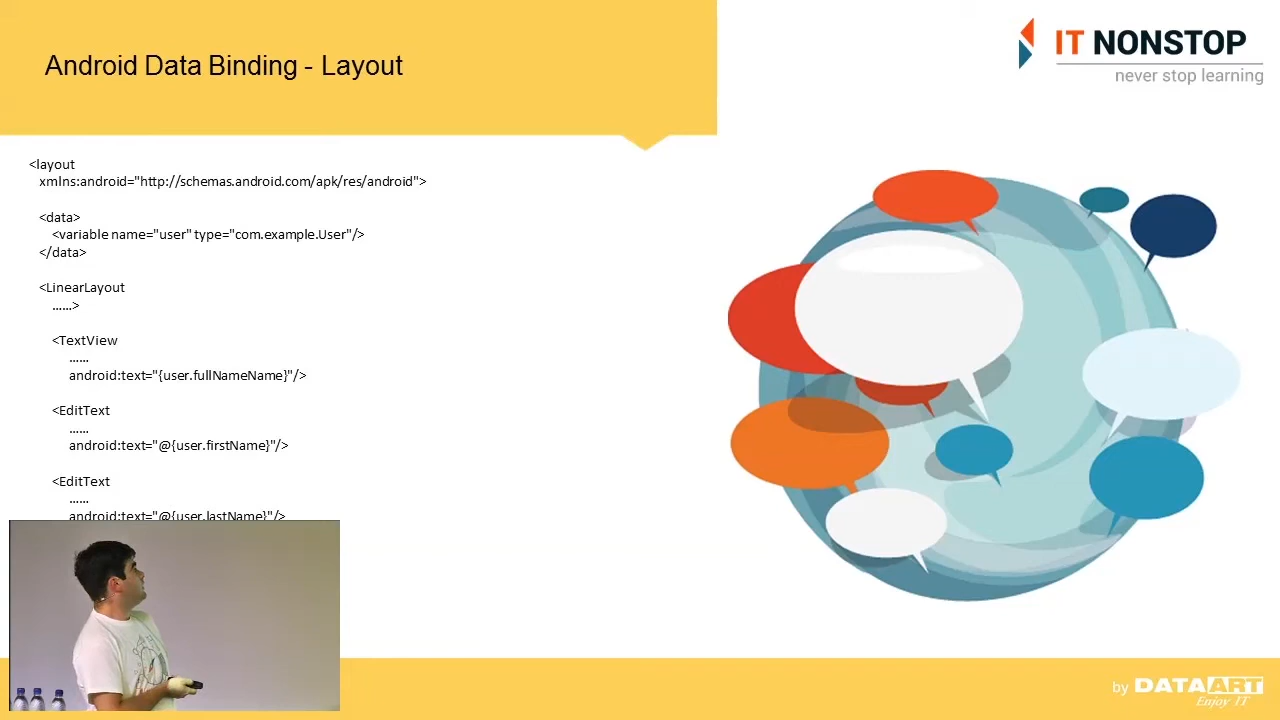 Android Data Binding - Layout
IT NONSTOP
never stop learning
<layout
xmlns:android="http://schemas.android.com/apk/res/android">
<data>
<variable name="user" type="com.example.User"/>
</data>
<LinearLayout
......>
<TextView
......
android:text="{user.fullNameName}"/>
<EditText
......
android:text="@{user.firstName}"/>
<EditText
......
android:text="@{user.lastName}"/>
by DATAART
Enjoy IT